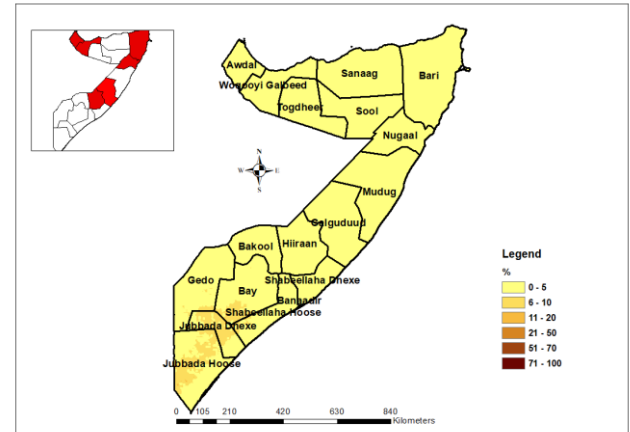 Awdal
Sanaag
Bari
Woqooyi Galbeed
Togdheer
Sool
Nugaal
N
W E
S
Mudug
Galguduud
Bakool
Hiiraan
Gedo
Shabeellaha Dhexe
Bay
Banaadir
Shabeellaha Hoose
Jubbada Dhexe
Jubbada Hoose
Legend
%
0 - 5
6 - 10
11 - 20
21 - 50
51 - 70
71 - 100
0 105 210 420 630 840
Kilometers